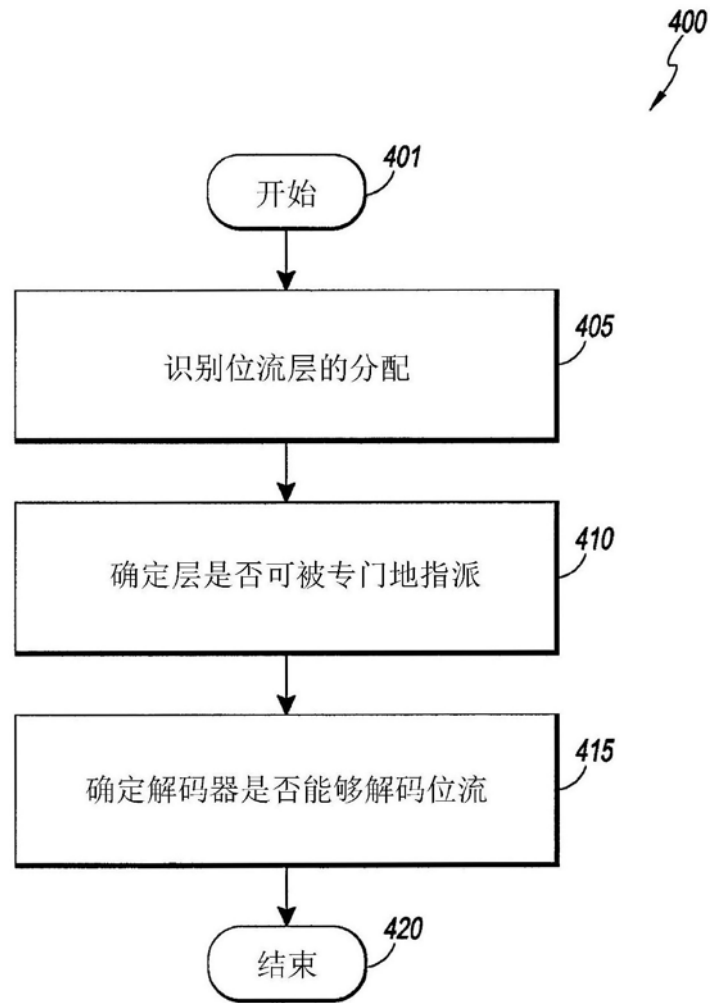 400
401
开始
405
识别位流层的分配
410
确定层是否可被专门地指派
415
确定解码器是否能够解码位流
420
结束